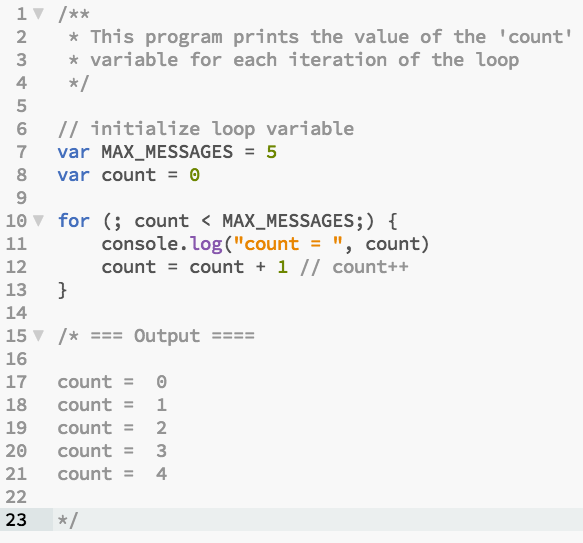 1 /**
2  * This program prints the value of the 'count'
3  * variable for each iteration of the loop
4  */
5
6 // initialize loop variable
7 var MAX_MESSAGES = 5
8 var count = 0
9
10 for (; count < MAX_MESSAGES;) {
11     console.log("count = ", count)
12     count = count + 1 // count++
13 }
14
15 /* === Output ====
16
17 count =  0
18 count =  1
19 count =  2
20 count =  3
21 count =  4
22
23 */